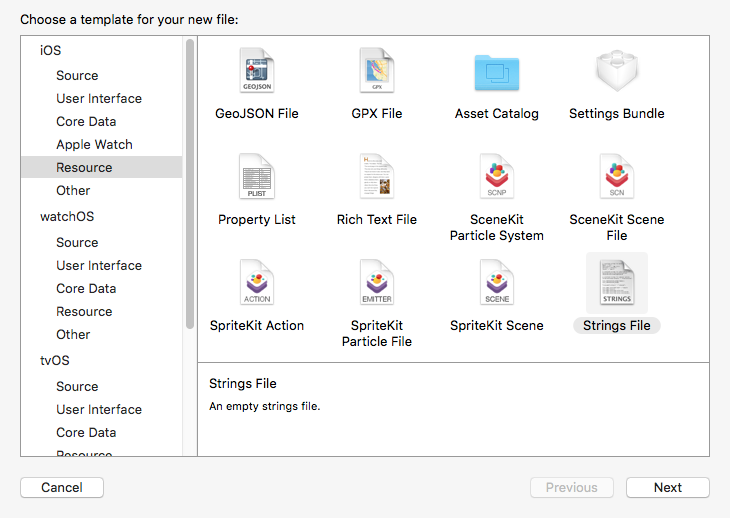 Choose a template for your new file:
iOS
Source
User Interface
Core Data
Apple Watch
Resource
Other
watchOS
Source
User Interface
Core Data
Resource
Other
tvOS
Source
User Interface
Core Data
Resource
GEOJSON
GPX
GeoJSON File
GPX File
Asset Catalog
Settings Bundle
PLIST
SCNP
SCN
Property List
Rich Text File
SceneKit
Particle System
SceneKit Scene
File
ACTION
EMITTER
SCENE
STRINGS
SpriteKit Action
SpriteKit
Particle File
SpriteKit Scene
Strings File
Strings File
An empty strings file.
Cancel
Previous
Next